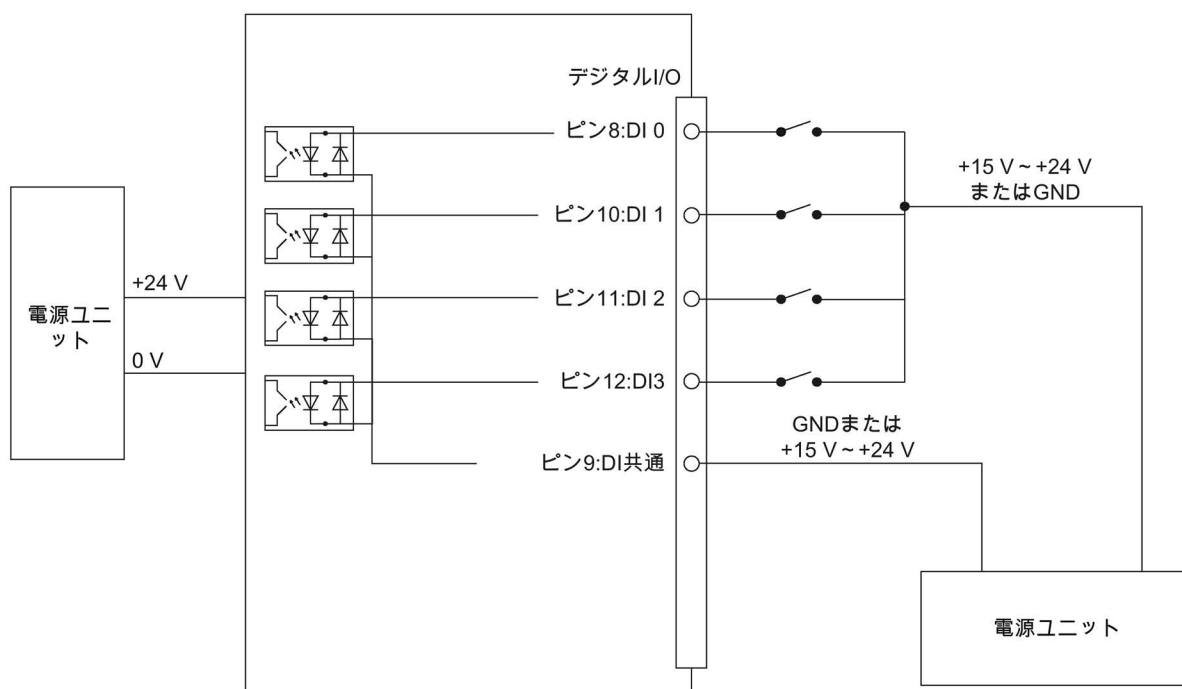 デジタルI/O
ピン8:DI 0
+15 V～+24 V
またはGND
ピン10:DI 1
+24 V
電源ユニ
ット
ピン11:DI 2
0 V
ピン12:DI3
GNDまたは
+15 V～+24 V
ピン9:DI共通
電源ユニット